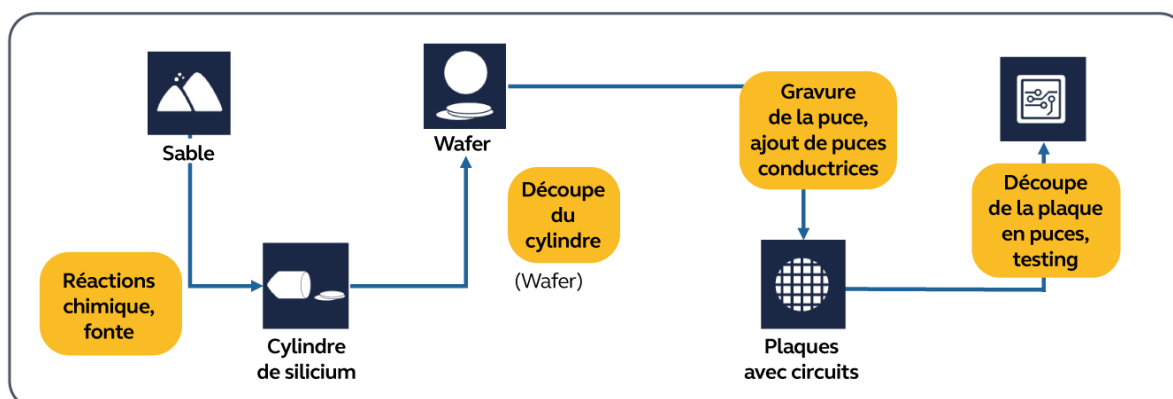 Sable
Réactions
chimique,
fonte
Cylindre
de silicium
Wafer
Découpe
du
cylindre
(Wafer)
Gravure
de la puce,
ajout de puces
conductrices
Plaques
avec circuits
Découpe
de la plaque
en puces,
testing